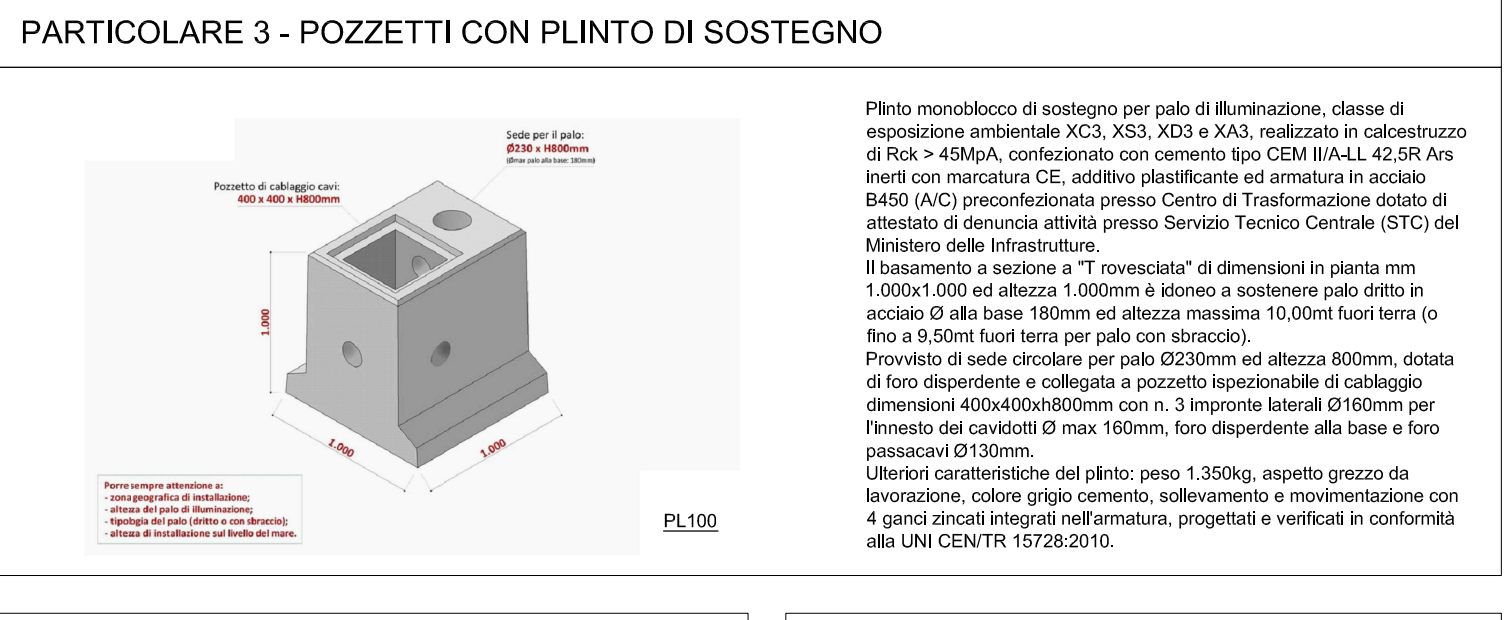 PARTICOLARE 3 - POZZETTI CON PLINTO DI SOSTEGNO
Sede per il palo:
Ø230 x H800mm
(Ømax palo alla base: 180mm)
Pozzetto di cablaggio cavi:
400 x 400 x H800mm
1.000
1.000
1.000
Porre sempre attenzione a:
- zona geografica di installazione;
- altezza del palo di illuminazione;
- tipologia del palo (dritto o con sbraccio);
- altezza di installazione sul livello del mare.
PL100
Plinto monoblocco di sostegno per palo di illuminazione, classe di
esposizione ambientale XC3, XS3, XD3 e XA3, realizzato in calcestruzzo
di Rck > 45MpA, confezionato con cemento tipo CEM II/A-LL 42,5R Ars
inerti con marcatura CE, additivo plastificante ed armatura in acciaio
B450 (A/C) preconfezionata presso Centro di Trasformazione dotato di
attestato di denuncia attività presso Servizio Tecnico Centrale (STC) del
Ministero delle Infrastrutture.
Il basamento a sezione a "T rovesciata" di dimensioni in pianta mm
1.000x1.000 ed altezza 1.000mm è idoneo a sostenere palo dritto in
acciaio Ø alla base 180mm ed altezza massima 10,00mt fuori terra (o
fino a 9,50mt fuori terra per palo con sbraccio).
Provvisto di sede circolare per palo Ø230mm ed altezza 800mm, dotata
di foro disperdente e collegata a pozzetto ispezionabile di cablaggio
dimensioni 400x400xh800mm con n. 3 impronte laterali Ø160mm per
l'innesto dei cavidotti Ø max 160mm, foro disperdente alla base e foro
passacavi Ø130mm.
Ulteriori caratteristiche del plinto: peso 1.350kg, aspetto grezzo da
lavorazione, colore grigio cemento, sollevamento e movimentazione con
4 ganci zincati integrati nell'armatura, progettati e verificati in conformità
alla UNI CEN/TR 15728:2010.